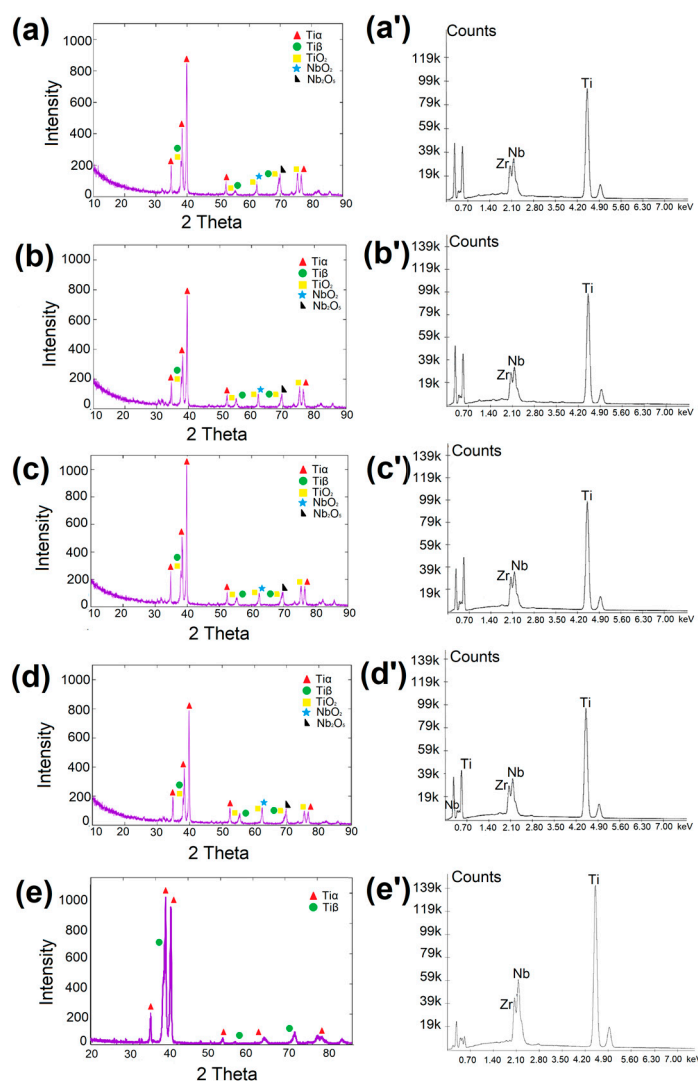 (a)
Intensity
1000
800
600
400
200
0
Tiα
Tiβ
TiO₂
NbO₂
Nb₂O₅
10 20 30 40 50 60 70 80 90
2 Theta
(a')
Counts
119k
99k
79k
59k
39k
19k
Zr
Nb
Ti
0.70 1.40 2.10 2.80 3.50 4.20 4.90 5.60 6.30 7.00 keV
(b)
Intensity
1000
800
600
400
200
0
Tiα
Tiβ
TiO₂
NbO₂
Nb₂O₅
10 20 30 40 50 60 70 80 90
2 Theta
(b')
139k
Counts
119k
99k
79k
59k
39k
19k
Zr
Nb
Ti
0.70 1.40 2.10 2.80 3.50 4.20 4.90 5.60 6.30 7.00 keV
(c)
Intensity
1000
800
600
400
200
0
Tiα
Tiβ
TiO₂
NbO₂
Nb₂O₅
10 20 30 40 50 60 70 80 90
2 Theta
(c')
139k
Counts
119k
99k
79k
59k
39k
19k
Zr
Nb
Ti
0.70 1.40 2.10 2.80 3.50 4.20 4.90 5.60 6.30 7.00 keV
(d)
Intensity
1000
800
600
400
200
0
Tiα
Tiβ
TiO₂
NbO₂
Nb₂O₅
10 20 30 40 50 60 70 80 90
2 Theta
(d')
139k
Counts
119k
99k
79k
59k
39k
19k
Nb
Ti
Zr
Nb
Ti
0.70 1.40 2.10 2.80 3.50 4.20 4.90 5.60 6.30 7.00 keV
(e)
Intensity
1000
800
600
400
200
0
Tiα
Tiβ
20 30 40 50 60 70 80
2 Theta
(e')
Counts
139k
119k
99k
79k
59k
39k
19k
Zr
Nb
Ti
0.70 1.40 2.10 2.80 3.50 4.20 4.90 5.60 6.30 7.00 keV